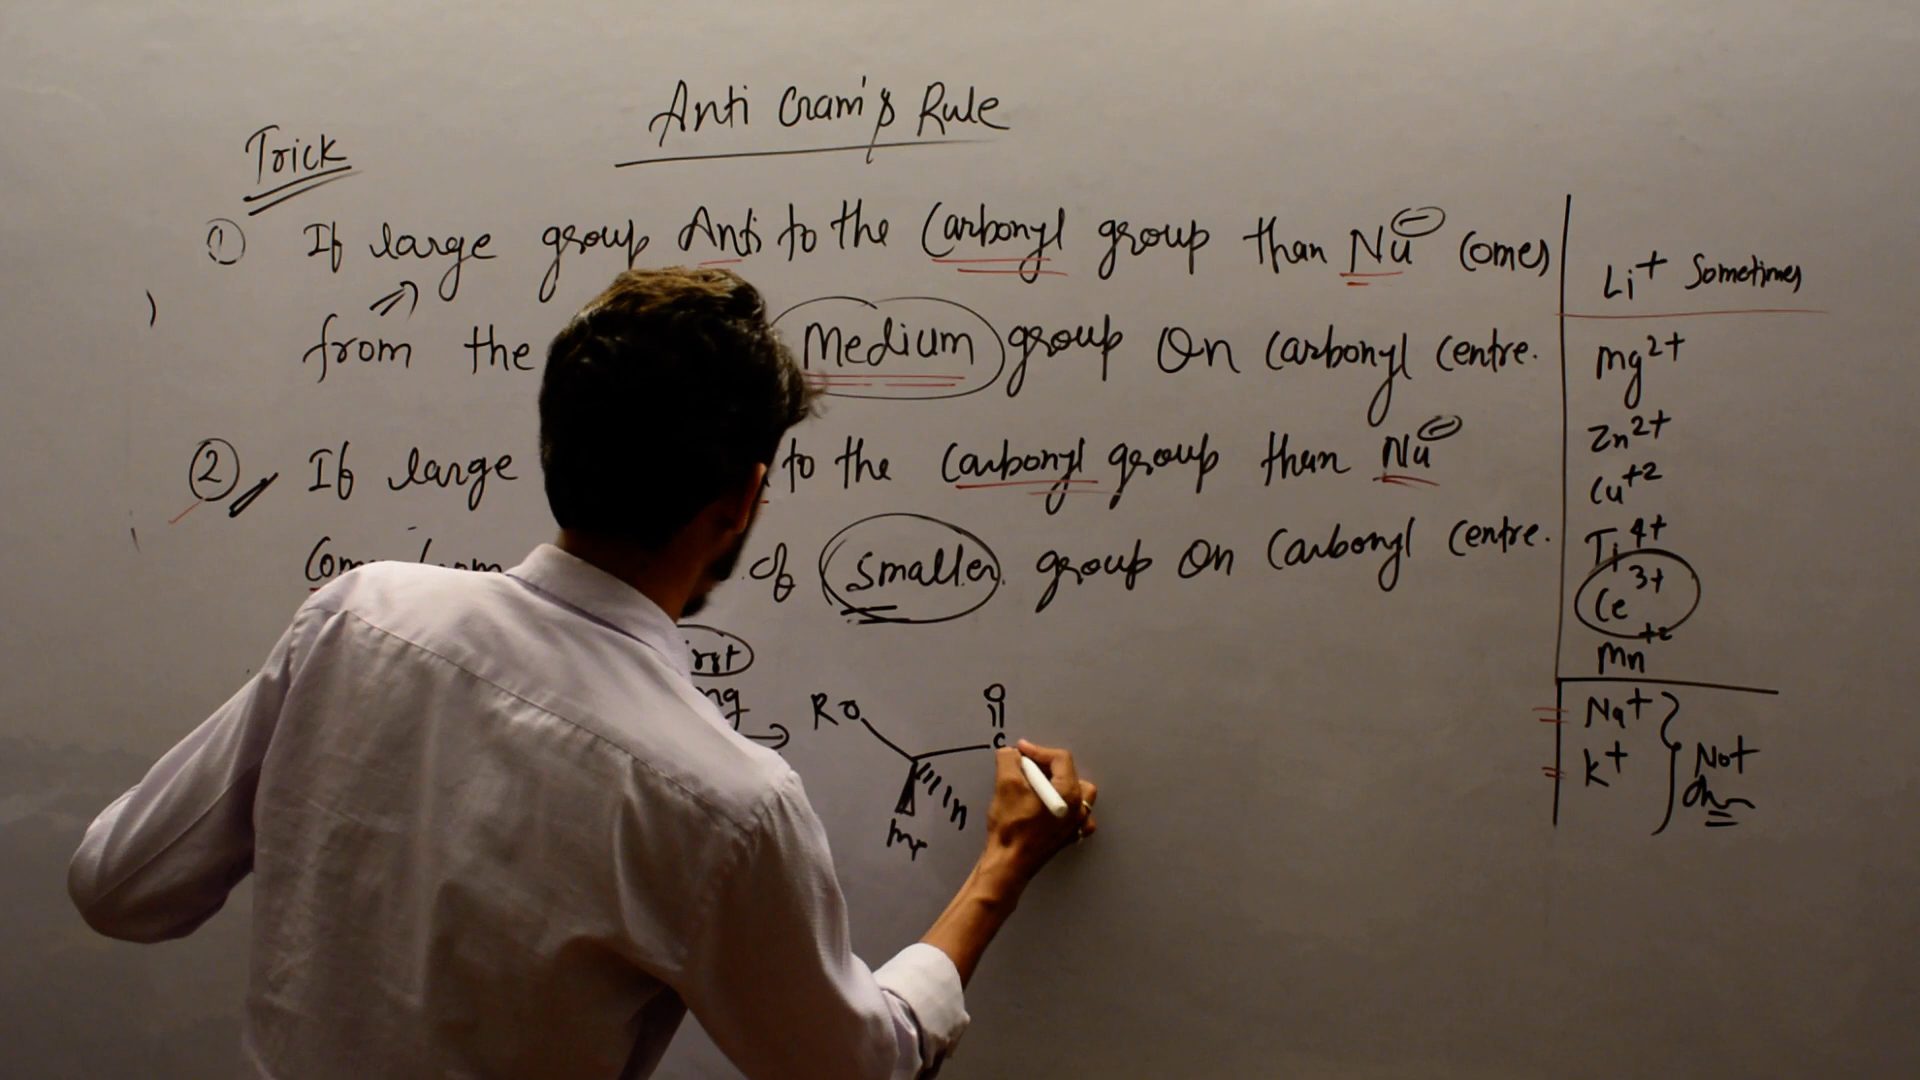 Anti Cram's Rule
Trick
① If large group Anti to the Carbonyl group than Nu⊖ Comes
from the Medium group On Carbonyl Centre.
② If large to the Carbonyl group than Nu⊖
of Smaller group On Carbonyl Centre.
RO
O
C
Me
H
Li+ Sometimes
Mg2+
Zn2+
Cu+2
Ti4+
Ce3+
Mn+2
Na+
K+
Not